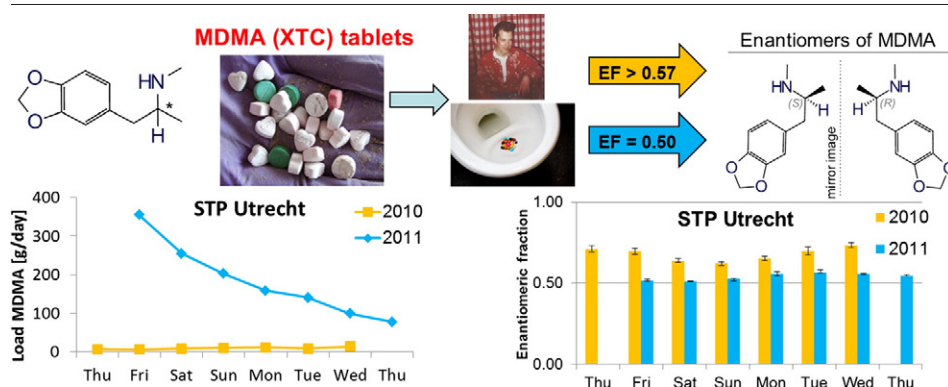 MDMA (XTC) tablets
O
O
HN
*
H
EF > 0.57
EF = 0.50
Enantiomers of MDMA
HN
(S)
H
O
O
mirror image
NH
(R)
H
O
O
STP Utrecht
2010
2011
Load MDMA [g/day]
400
300
200
100
0
Thu Fri Sat Sun Mon Tue Wed Thu
STP Utrecht
2010
2011
Enantiomeric fraction
1.00
0.50
0.00
Thu Fri Sat Sun Mon Tue Wed Thu